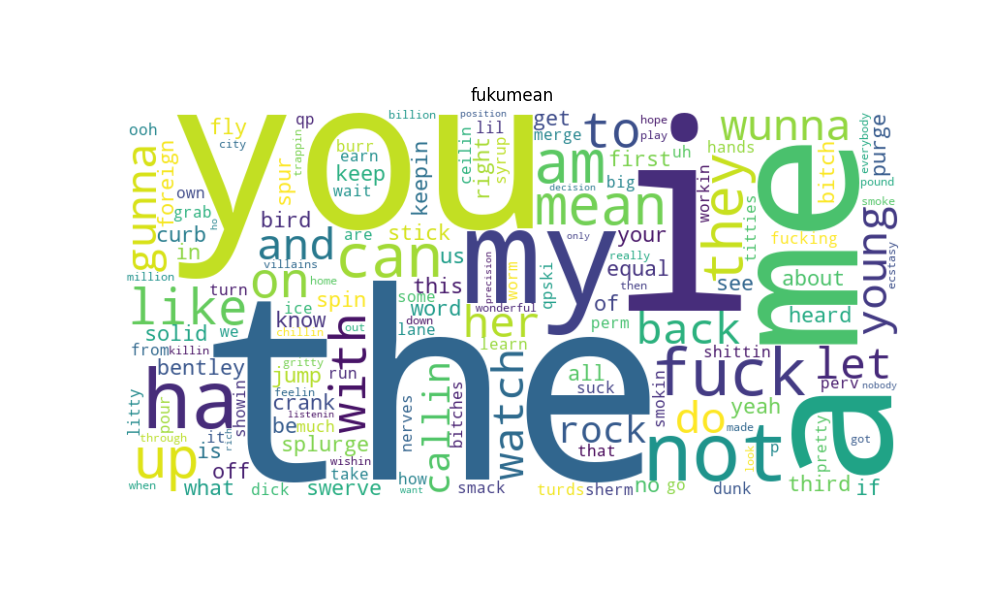 fukumean
you
the
i
me
a
my
not
fuck
ha
can
like
and
to
am
mean
wunna
gunna
they
young
up
on
with
her
back
do
let
watch
rock
callin
ooh
fly
city
qp
trappin
billion
position
lil
get
merge
hope
play
everybody
purge
burr
earn
keep
wait
keepin
ceilin
right
syrup
first
uh
hands
bitch
pound
smoke
foreign
own
grab
ho
spur
bird
stick
are
us
decision
big
workin
titties
fucking
ecstasy
curb
in
villains
million
turn
ice
home
spin
this
some
word
precision
worm
qpski
only
your
really
equal
then
see
about
heard
solid
we
know
chillin
out
down
lane
wonderful
learn
of
perm
from
killin
bentley
gritty
jump
run
feelin
crank
listenin
all
suck
shittin
perv
nobody
smokin
yeah
litty
pour
showin
be
much
nerves
bitches
that
made
look
p
pretty
got
through
it
is
rich
splurge
wishin
off
take
how
want
when
what
dick
swerve
smack
turds
sherm
no
go
dunk
third
if